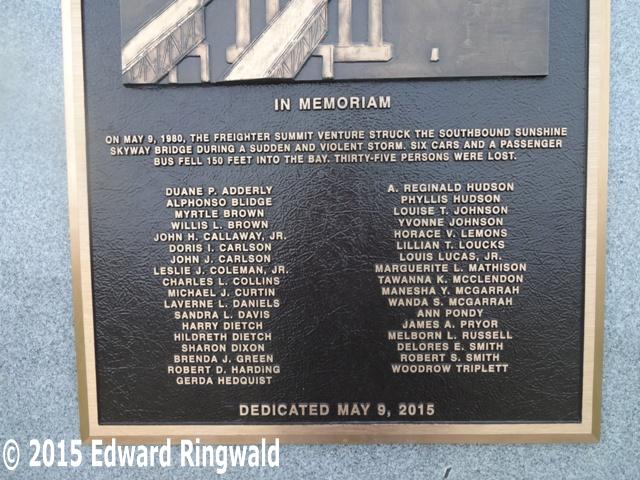 IN MEMORIAM
ON MAY 9, 1980, THE FREIGHTER SUMMIT VENTURE STRUCK THE SOUTHBOUND SUNSHINE
SKYWAY BRIDGE DURING A SUDDEN AND VIOLENT STORM. SIX CARS AND A PASSENGER
BUS FELL 150 FEET INTO THE BAY. THIRTY-FIVE PERSONS WERE LOST.
DUANE P. ADDERLY
ALPHONSO BLIDGE
MYRTLE BROWN
WILLIS L. BROWN
JOHN H. CALLAWAY, JR.
DORIS I. CARLSON
JOHN J. CARLSON
LESLIE J. COLEMAN, JR.
CHARLES L. COLLINS
MICHAEL J. CURTIN
LAVERNE L. DANIELS
SANDRA L. DAVIS
HARRY DIETCH
HILDRETH DIETCH
SHARON DIXON
BRENDA J. GREEN
ROBERT D. HARDING
GERDA HEDQUIST
A. REGINALD HUDSON
PHYLLIS HUDSON
LOUISE T. JOHNSON
YVONNE JOHNSON
HORACE V. LEMONS
LILLIAN T. LOUCKS
LOUIS LUCAS, JR.
MARGUERITE L. MATHISON
TAWANNA K. MCCLENDON
MANESHA Y. MCGARRAH
WANDA S. MCGARRAH
ANN PONDY
JAMES A. PRYOR
MELBORN L. RUSSELL
DELORES E. SMITH
ROBERT S. SMITH
WOODROW TRIPLETT
DEDICATED MAY 9, 2015
© 2015 Edward Ringwald